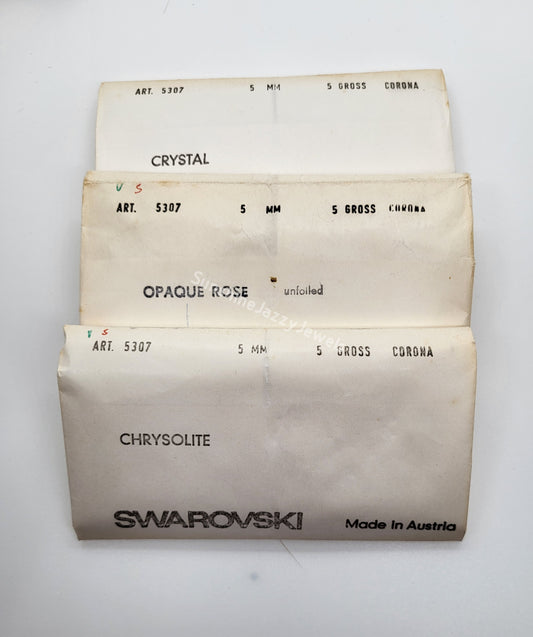 ART. 5307 5 MM 5 GROSS CORONA
CRYSTAL
U S
ART. 5307 5 MM 5 GROSS CORONA
OPAQUE ROSE unfoiled
SunshineJazzyJewels
S
ART. 5307 5 MM 5 GROSS CORONA
CHRYSOLITE
SWAROVSKI Made in Austria